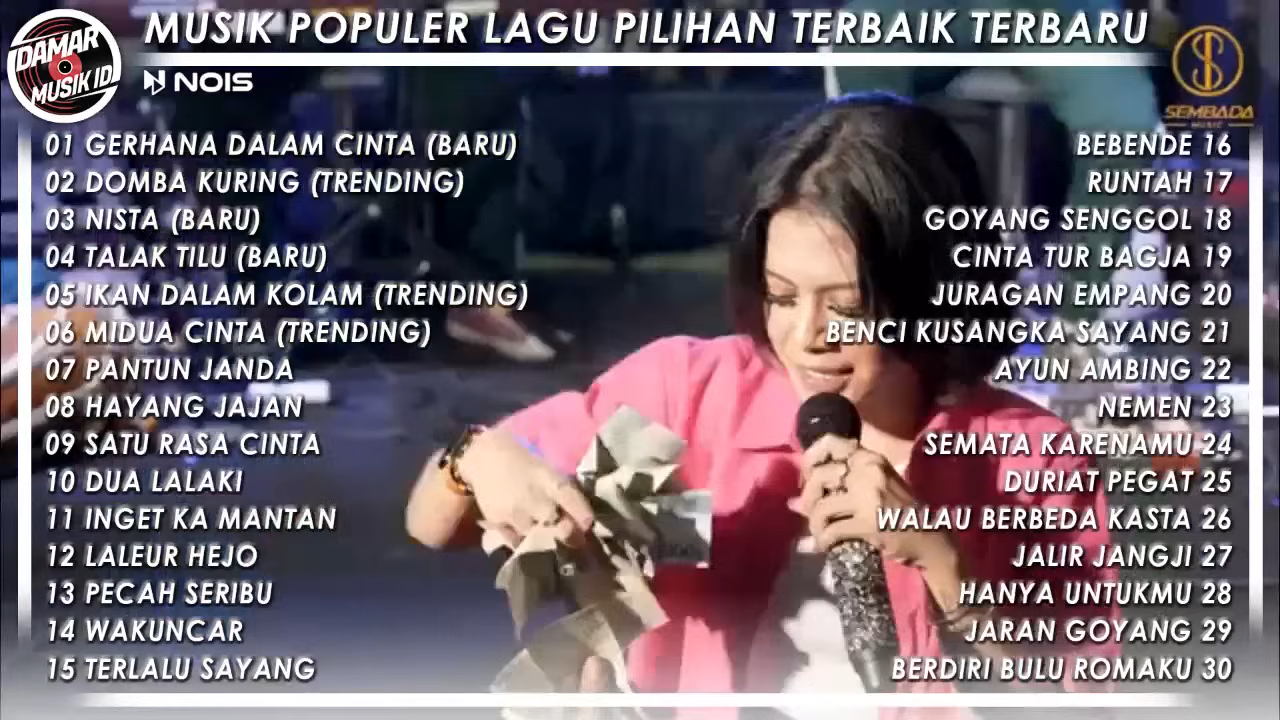 DAMAR
MUSIK ID
MUSIK POPULER LAGU PILIHAN TERBAIK TERBARU
NOIS
SEMBADA
MUSIC
01 GERHANA DALAM CINTA (BARU)
02 DOMBA KURING (TRENDING)
03 NISTA (BARU)
04 TALAK TILU (BARU)
05 IKAN DALAM KOLAM (TRENDING)
06 MIDUA CINTA (TRENDING)
07 PANTUN JANDA
08 HAYANG JAJAN
09 SATU RASA CINTA
10 DUA LALAKI
11 INGET KA MANTAN
12 LALEUR HEJO
13 PECAH SERIBU
14 WAKUNCAR
15 TERLALU SAYANG
BEBENDE 16
RUNTAH 17
GOYANG SENGGOL 18
CINTA TUR BAGJA 19
JURAGAN EMPANG 20
BENCI KUSANGKA SAYANG 21
AYUN AMBING 22
NEMEN 23
SEMATA KARENAMU 24
DURIAT PEGAT 25
WALAU BERBEDA KASTA 26
JALIR JANGJI 27
HANYA UNTUKMU 28
JARAN GOYANG 29
BERDIRI BULU ROMAKU 30